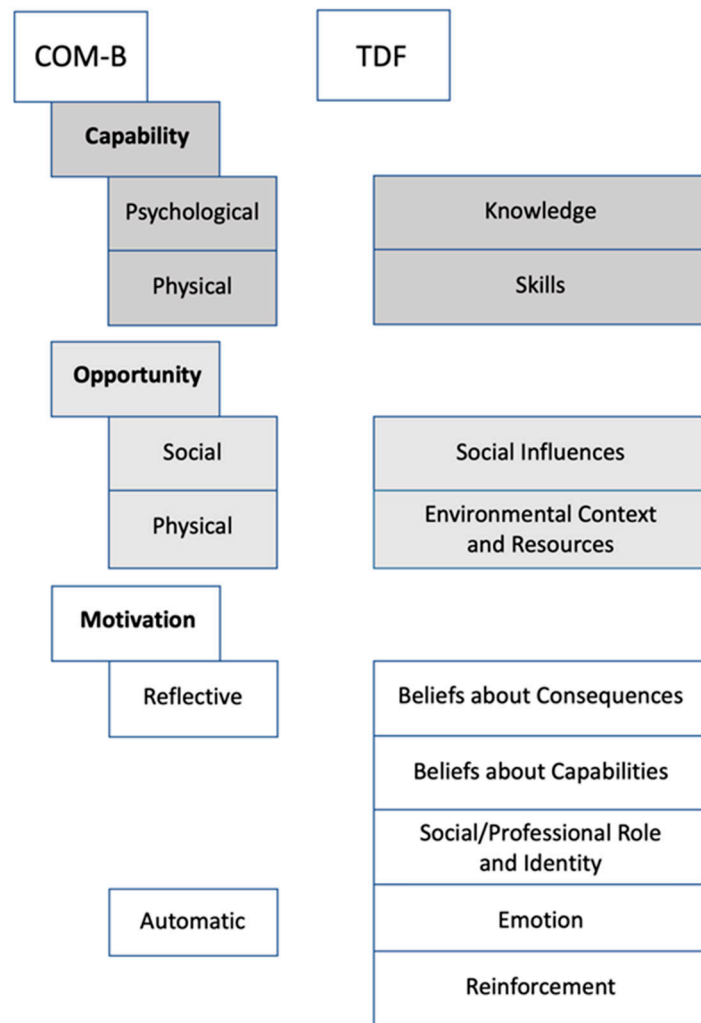 COM-B
TDF
Capability
Psychological
Knowledge
Physical
Skills
Opportunity
Social
Social Influences
Physical
Environmental Context
and Resources
Motivation
Reflective
Beliefs about Consequences
Beliefs about Capabilities
Social/Professional Role
and Identity
Automatic
Emotion
Reinforcement